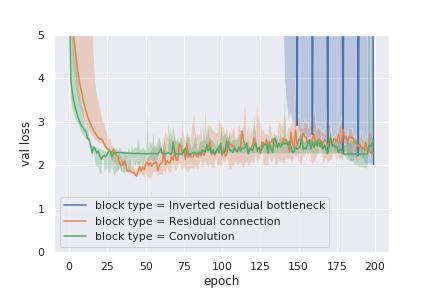 5
4
val loss
3
2
1
block type = Inverted residual bottleneck
block type = Residual connection
block type = Convolution
0
0 25 50 75 100 125 150 175 200
epoch